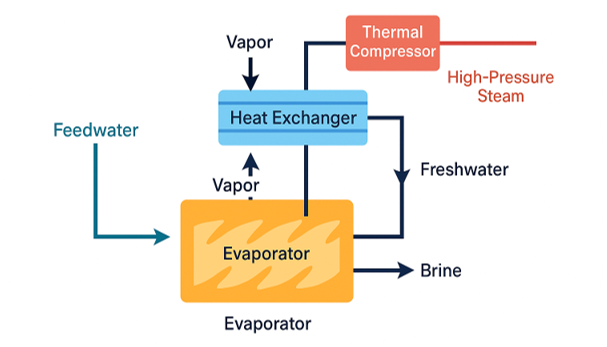 Thermal
Compressor
Vapor
High-Pressure
Steam
Heat Exchanger
Feedwater
Freshwater
Vapor
Evaporator
Brine
Evaporator